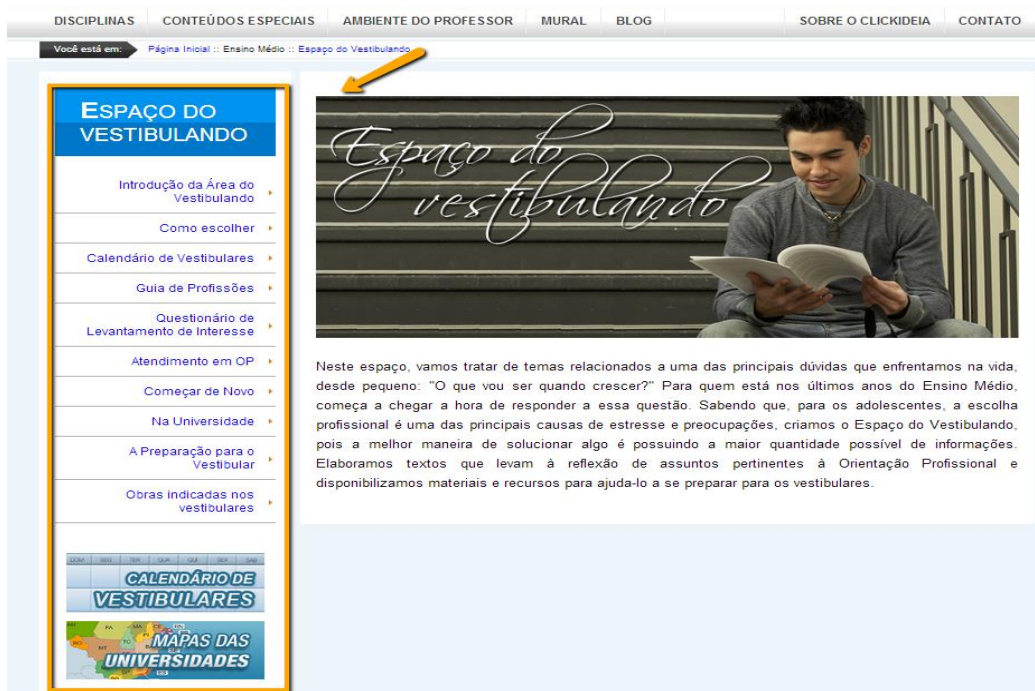 DISCIPLINAS CONTEÚDOS ESPECIAIS AMBIENTE DO PROFESSOR MURAL BLOG SOBRE O CLICKIDEIA CONTATO
Você está em: Página Inicial :: Ensino Médio :: Espaço do Vestibulando
ESPAÇO DO
VESTIBULANDO
Introdução da Área do
Vestibulando
Como escolher
Calendário de Vestibulares
Guia de Profissões
Questionário de
Levantamento de Interesse
Atendimento em OP
Começar de Novo
Na Universidade
A Preparação para o
Vestibular
Obras indicadas nos
vestibulares
DOM SEG TER QUA QUI SEX SAB
CALENDÁRIO DE
VESTIBULARES
MAPAS DAS
UNIVERSIDADES
Espaço do
vestibulando
Neste espaço, vamos tratar de temas relacionados a uma das principais dúvidas que enfrentamos na vida,
desde pequeno: "O que vou ser quando crescer?" Para quem está nos últimos anos do Ensino Médio,
começa a chegar a hora de responder a essa questão. Sabendo que, para os adolescentes, a escolha
profissional é uma das principais causas de estresse e preocupações, criamos o Espaço do Vestibulando,
pois a melhor maneira de solucionar algo é possuindo a maior quantidade possível de informações.
Elaboramos textos que levam à reflexão de assuntos pertinentes à Orientação Profissional e
disponibilizamos materiais e recursos para ajuda-lo a se preparar para os vestibulares.